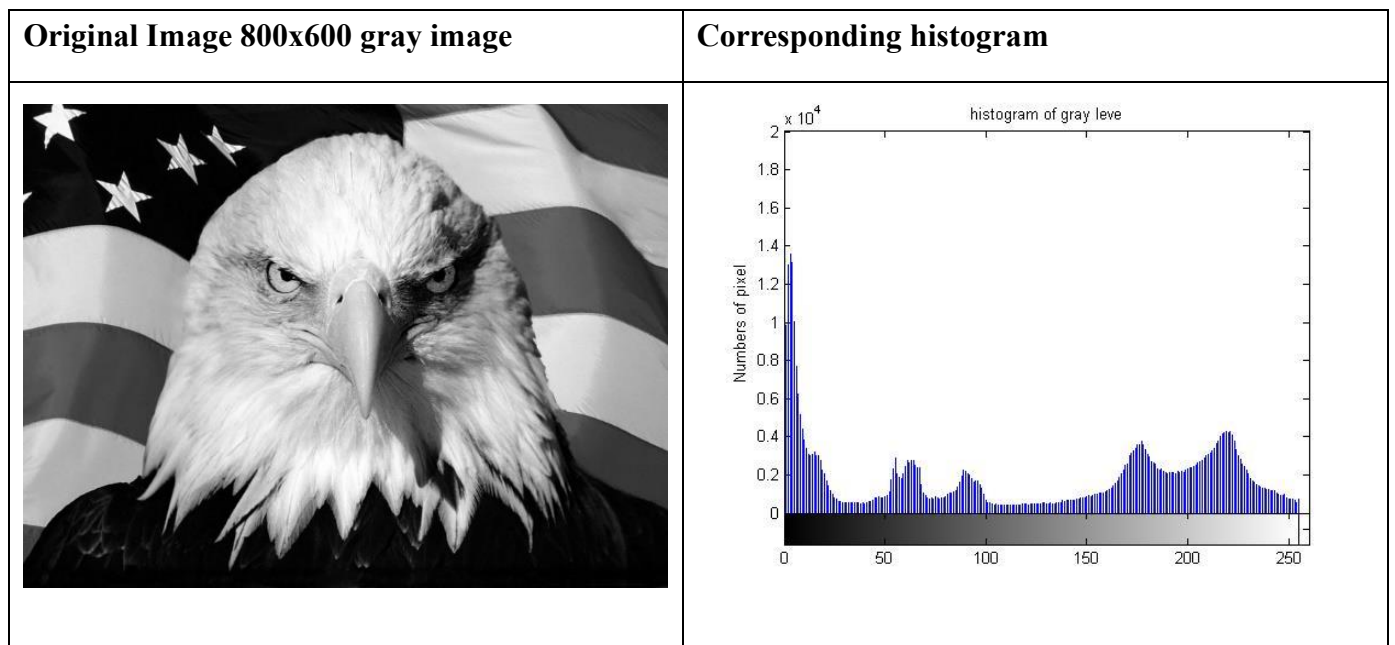 Original Image 800x600 gray image
Corresponding histogram
x 10^4
histogram of gray leve
2
1.8
1.6
1.4
1.2
1
0.8
0.6
0.4
0.2
0
Numbers of pixel
0 50 100 150 200 250